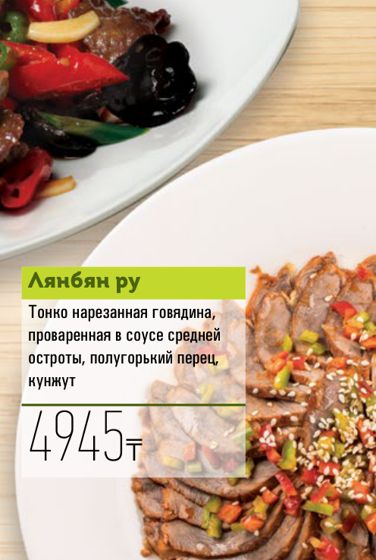 Лянбян ру
Тонко нарезанная говядина,
проваренная в соусе средней
остроты, полугорький перец,
кунжут
4945₸